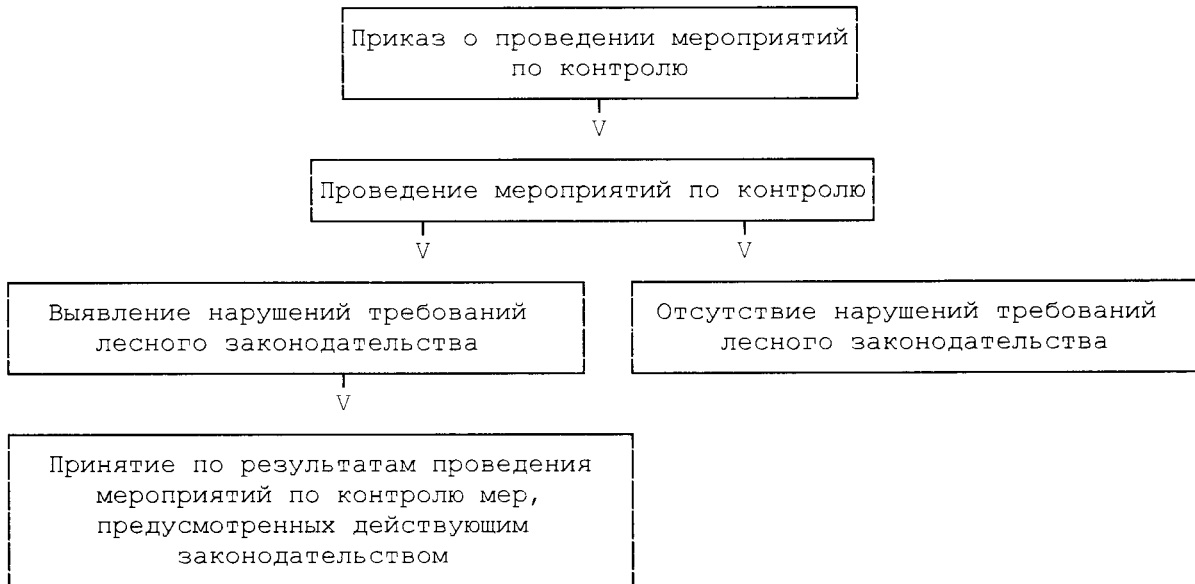 Приказ о проведении мероприятий
по контролю
V
Проведение мероприятий по контролю
V V
Выявление нарушений требований
лесного законодательства
Отсутствие нарушений требований
лесного законодательства
V
Принятие по результатам проведения
мероприятий по контролю мер,
предусмотренных действующим
законодательством